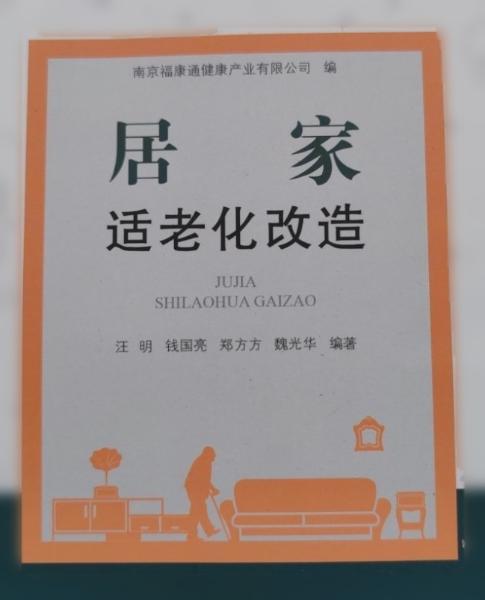 南京福康通健康产业有限公司 编
居 家
适老化改造
JUJIA
SHILAOHUA GAIZAO
汪 明 钱国亮 郑方方 魏光华 编著